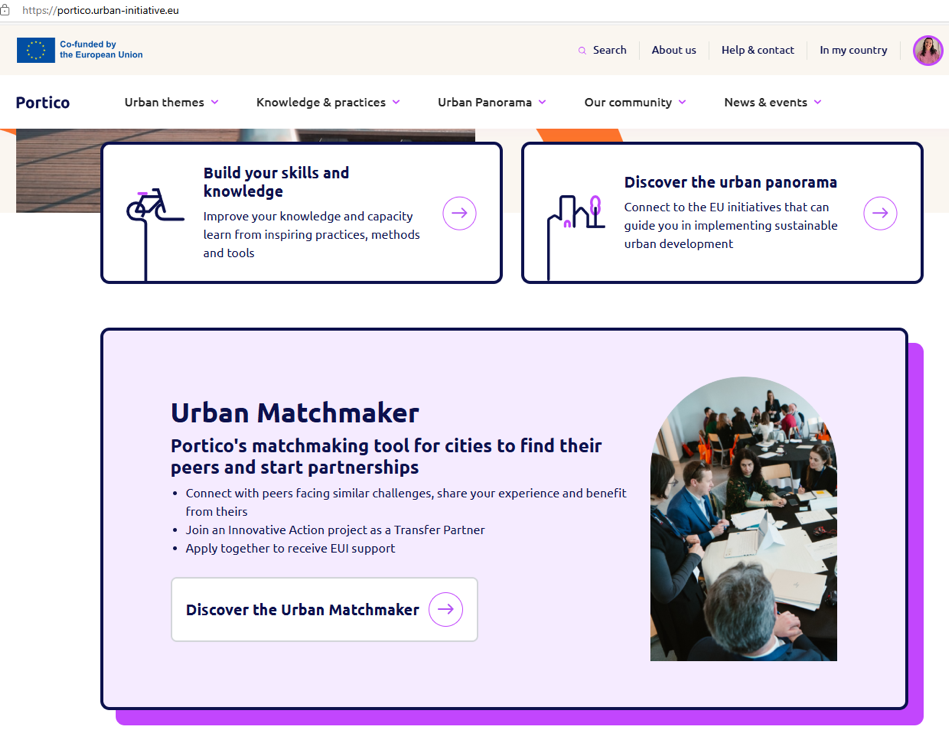 https://portico.urban-initiative.eu
Co-funded by
the European Union
Search
About us
Help & contact
In my country
Portico
Urban themes
Knowledge & practices
Urban Panorama
Our community
News & events
Build your skills and
knowledge
Improve your knowledge and capacity
learn from inspiring practices, methods
and tools
Discover the urban panorama
Connect to the EU initiatives that can
guide you in implementing sustainable
urban development
Urban Matchmaker
Portico's matchmaking tool for cities to find their
peers and start partnerships
• Connect with peers facing similar challenges, share your experience and benefit
from theirs
• Join an Innovative Action project as a Transfer Partner
• Apply together to receive EUI support
Discover the Urban Matchmaker